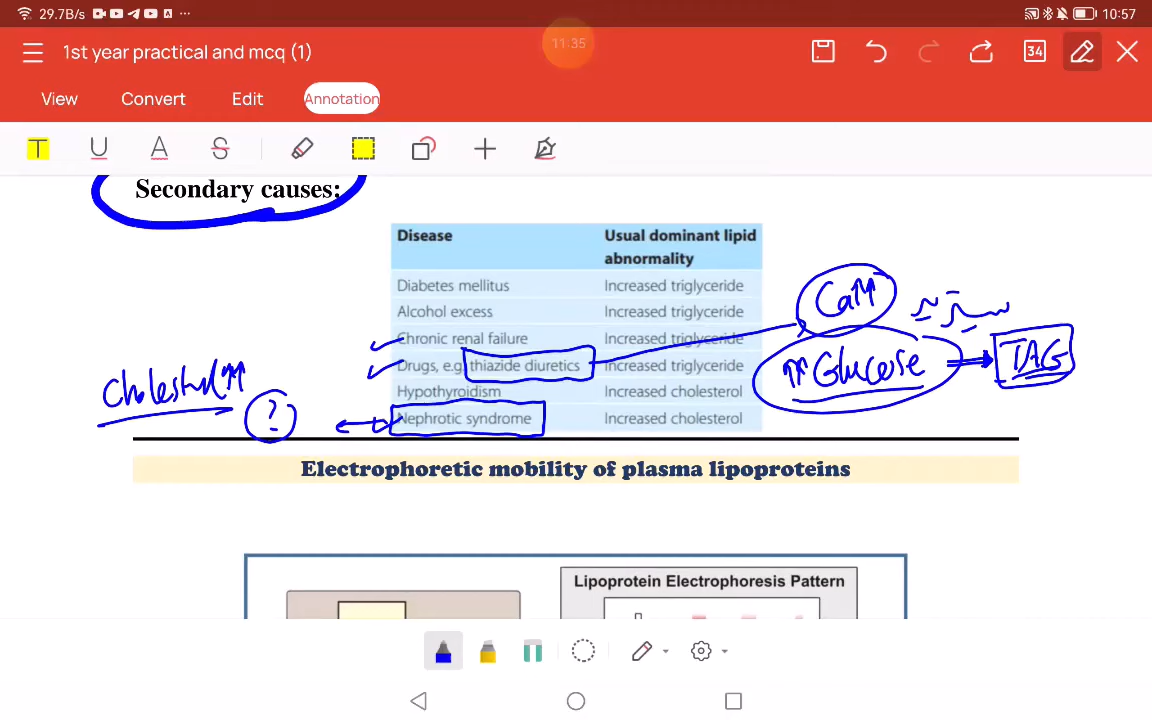 29.7B/s
10:57
11:35
1st year practical and mcq (1)
34
View Convert Edit Annotation
T U A S
Secondary causes:
Disease Usual dominant lipid abnormality
Diabetes mellitus Increased triglyceride
Alcohol excess Increased triglyceride
Chronic renal failure Increased triglyceride
Drugs, e.g. thiazide diuretics Increased triglyceride
Hypothyroidism Increased cholesterol
Nephrotic syndrome Increased cholesterol
Ca↑↑
↑↑Glucose ⇒ TAG
?
Electrophoretic mobility of plasma lipoproteins
Lipoprotein Electrophoresis Pattern